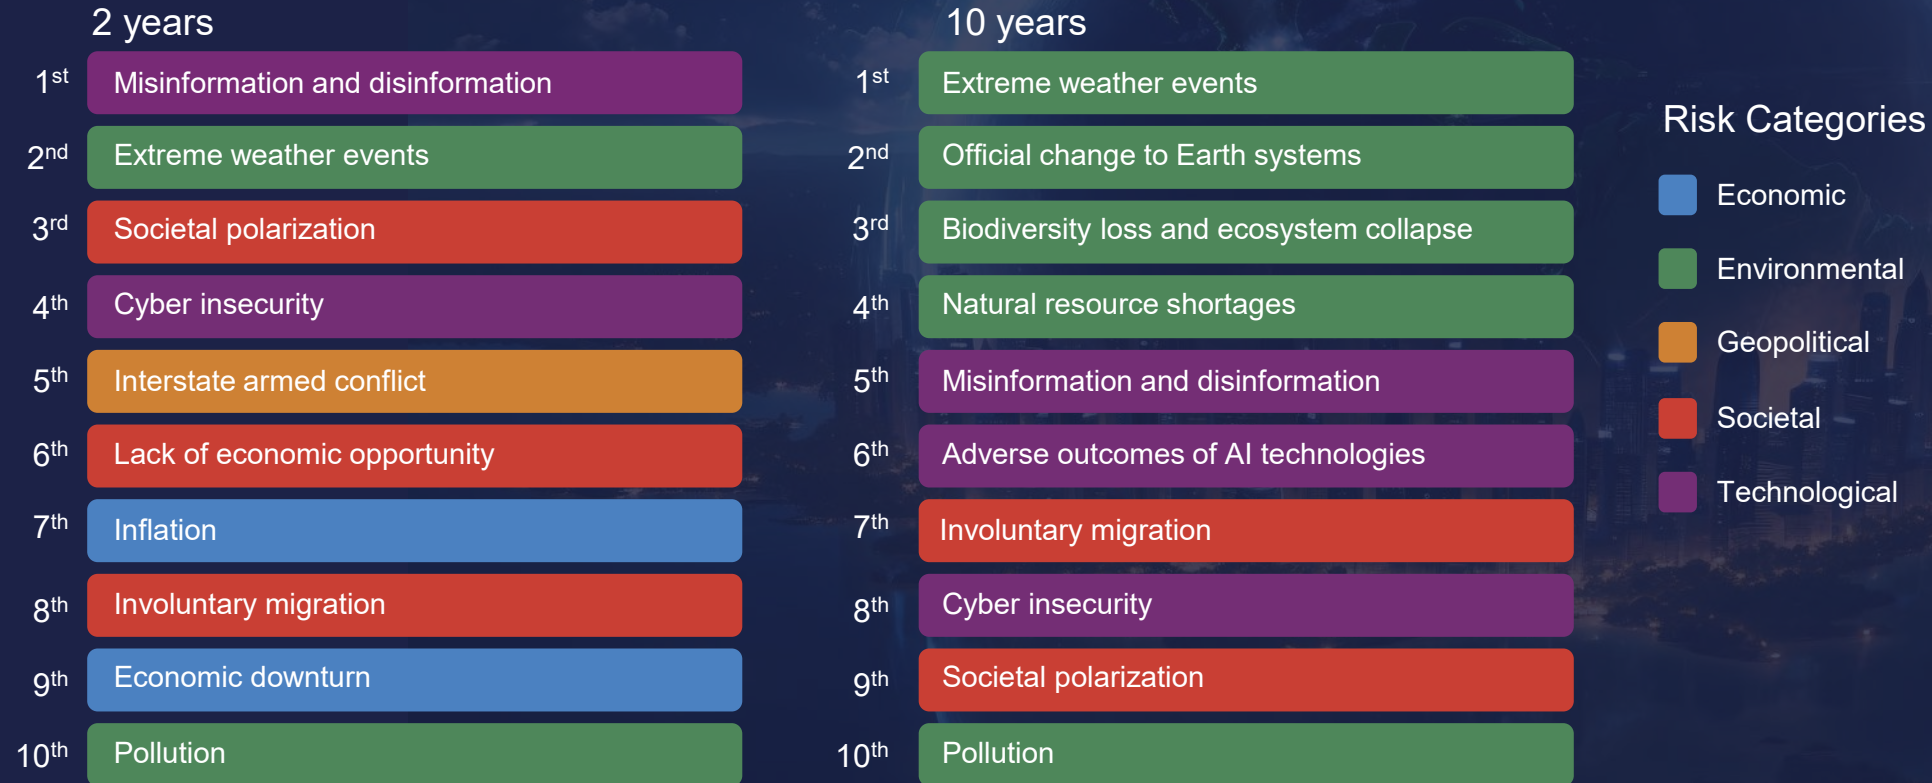 2 years
1st Misinformation and disinformation
2nd Extreme weather events
3rd Societal polarization
4th Cyber insecurity
5th Interstate armed conflict
6th Lack of economic opportunity
7th Inflation
8th Involuntary migration
9th Economic downturn
10th Pollution
10 years
1st Extreme weather events
2nd Official change to Earth systems
3rd Biodiversity loss and ecosystem collapse
4th Natural resource shortages
5th Misinformation and disinformation
6th Adverse outcomes of AI technologies
7th Involuntary migration
8th Cyber insecurity
9th Societal polarization
10th Pollution
Risk Categories
Economic
Environmental
Geopolitical
Societal
Technological